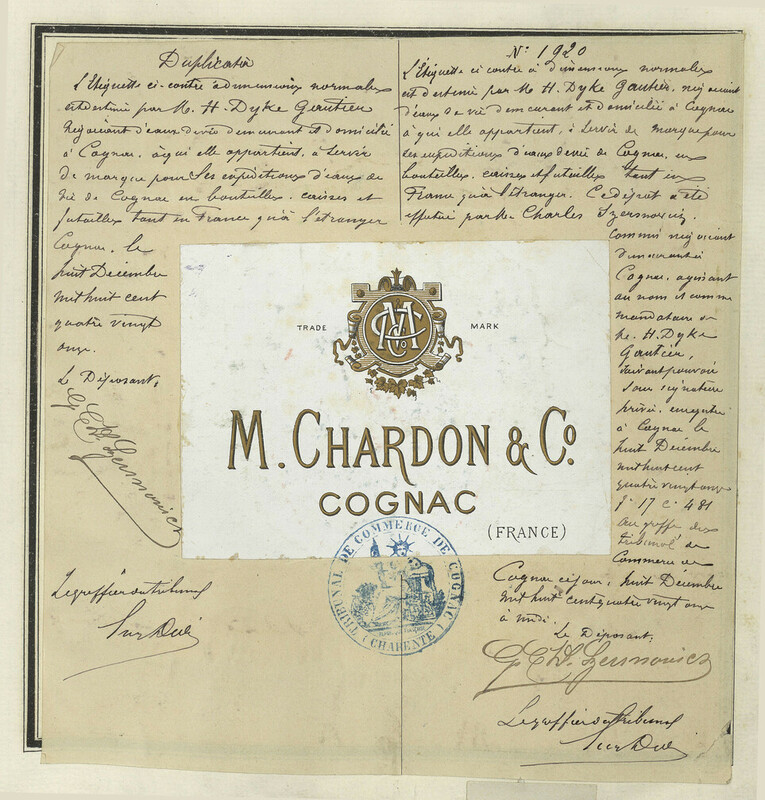 Duplicata
L'Etiquette ci-contre à dimensions normales
est destinée par M. H. Dyke Gautier
Négociant d'eaux de vie demeurant et domicilié
à Cognac, à qui elle appartient, à servir
de marque pour ses expéditions d'eaux de
vie de Cognac en bouteilles, caisses et
futailles tant en France qu'à l'étranger
Cognac, le
huit Décembre
mil huit cent
quatre vingt
onze.
Le Déposant,
Le greffier du tribunal
No 1920
L'Etiquette ci contre à dimensions normales
est destinée par M. H. Dyke Gautier, négociant
d'eaux de vie demeurant et domicilié à Cognac
à qui elle appartient, à servir de marque pour
ses expéditions d'eaux de vie de Cognac en
bouteilles, caisses et futailles tant en
France qu'à l'étranger. Ce dépôt a été
effectué par M. Charles
commis négociant
demeurant à
Cognac, agissant
au nom et comme
mandataire de
M. H. Dyke
Gautier,
suivant pouvoir
sous signature
privée, enregistré
à Cognac le
huit Décembre
mil huit cent
quatre vingt onze
fo 17 co 481
au greffe du
tribunal de
Commerce de
Cognac ce jour, huit Décembre
mil huit cent quatre vingt onze
à midi.
Le Déposant,
Le greffier du tribunal
TRADE MARK
MC Co
M. CHARDON & Co.
COGNAC
(FRANCE)
TRIBUNAL DE COMMERCE DE COGNAC
(CHARENTE)